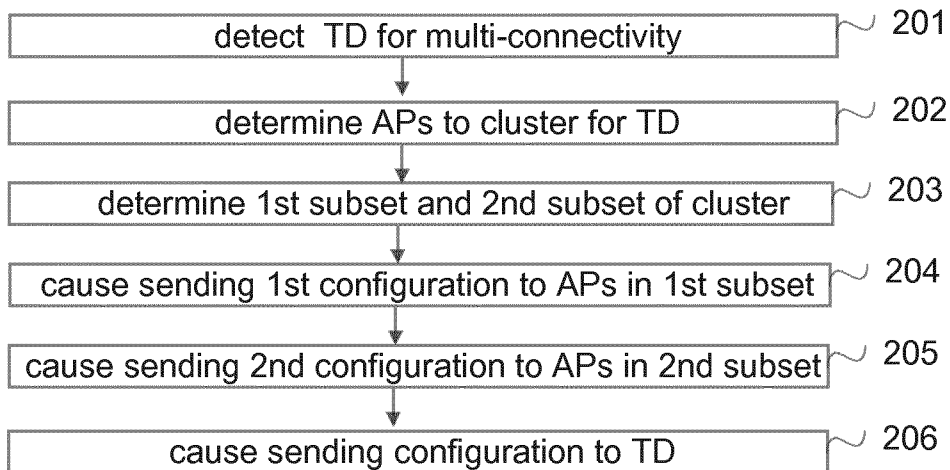 detect TD for multi-connectivity 201
determine APs to cluster for TD 202
determine 1st subset and 2nd subset of cluster 203
cause sending 1st configuration to APs in 1st subset 204
cause sending 2nd configuration to APs in 2nd subset 205
cause sending configuration to TD 206